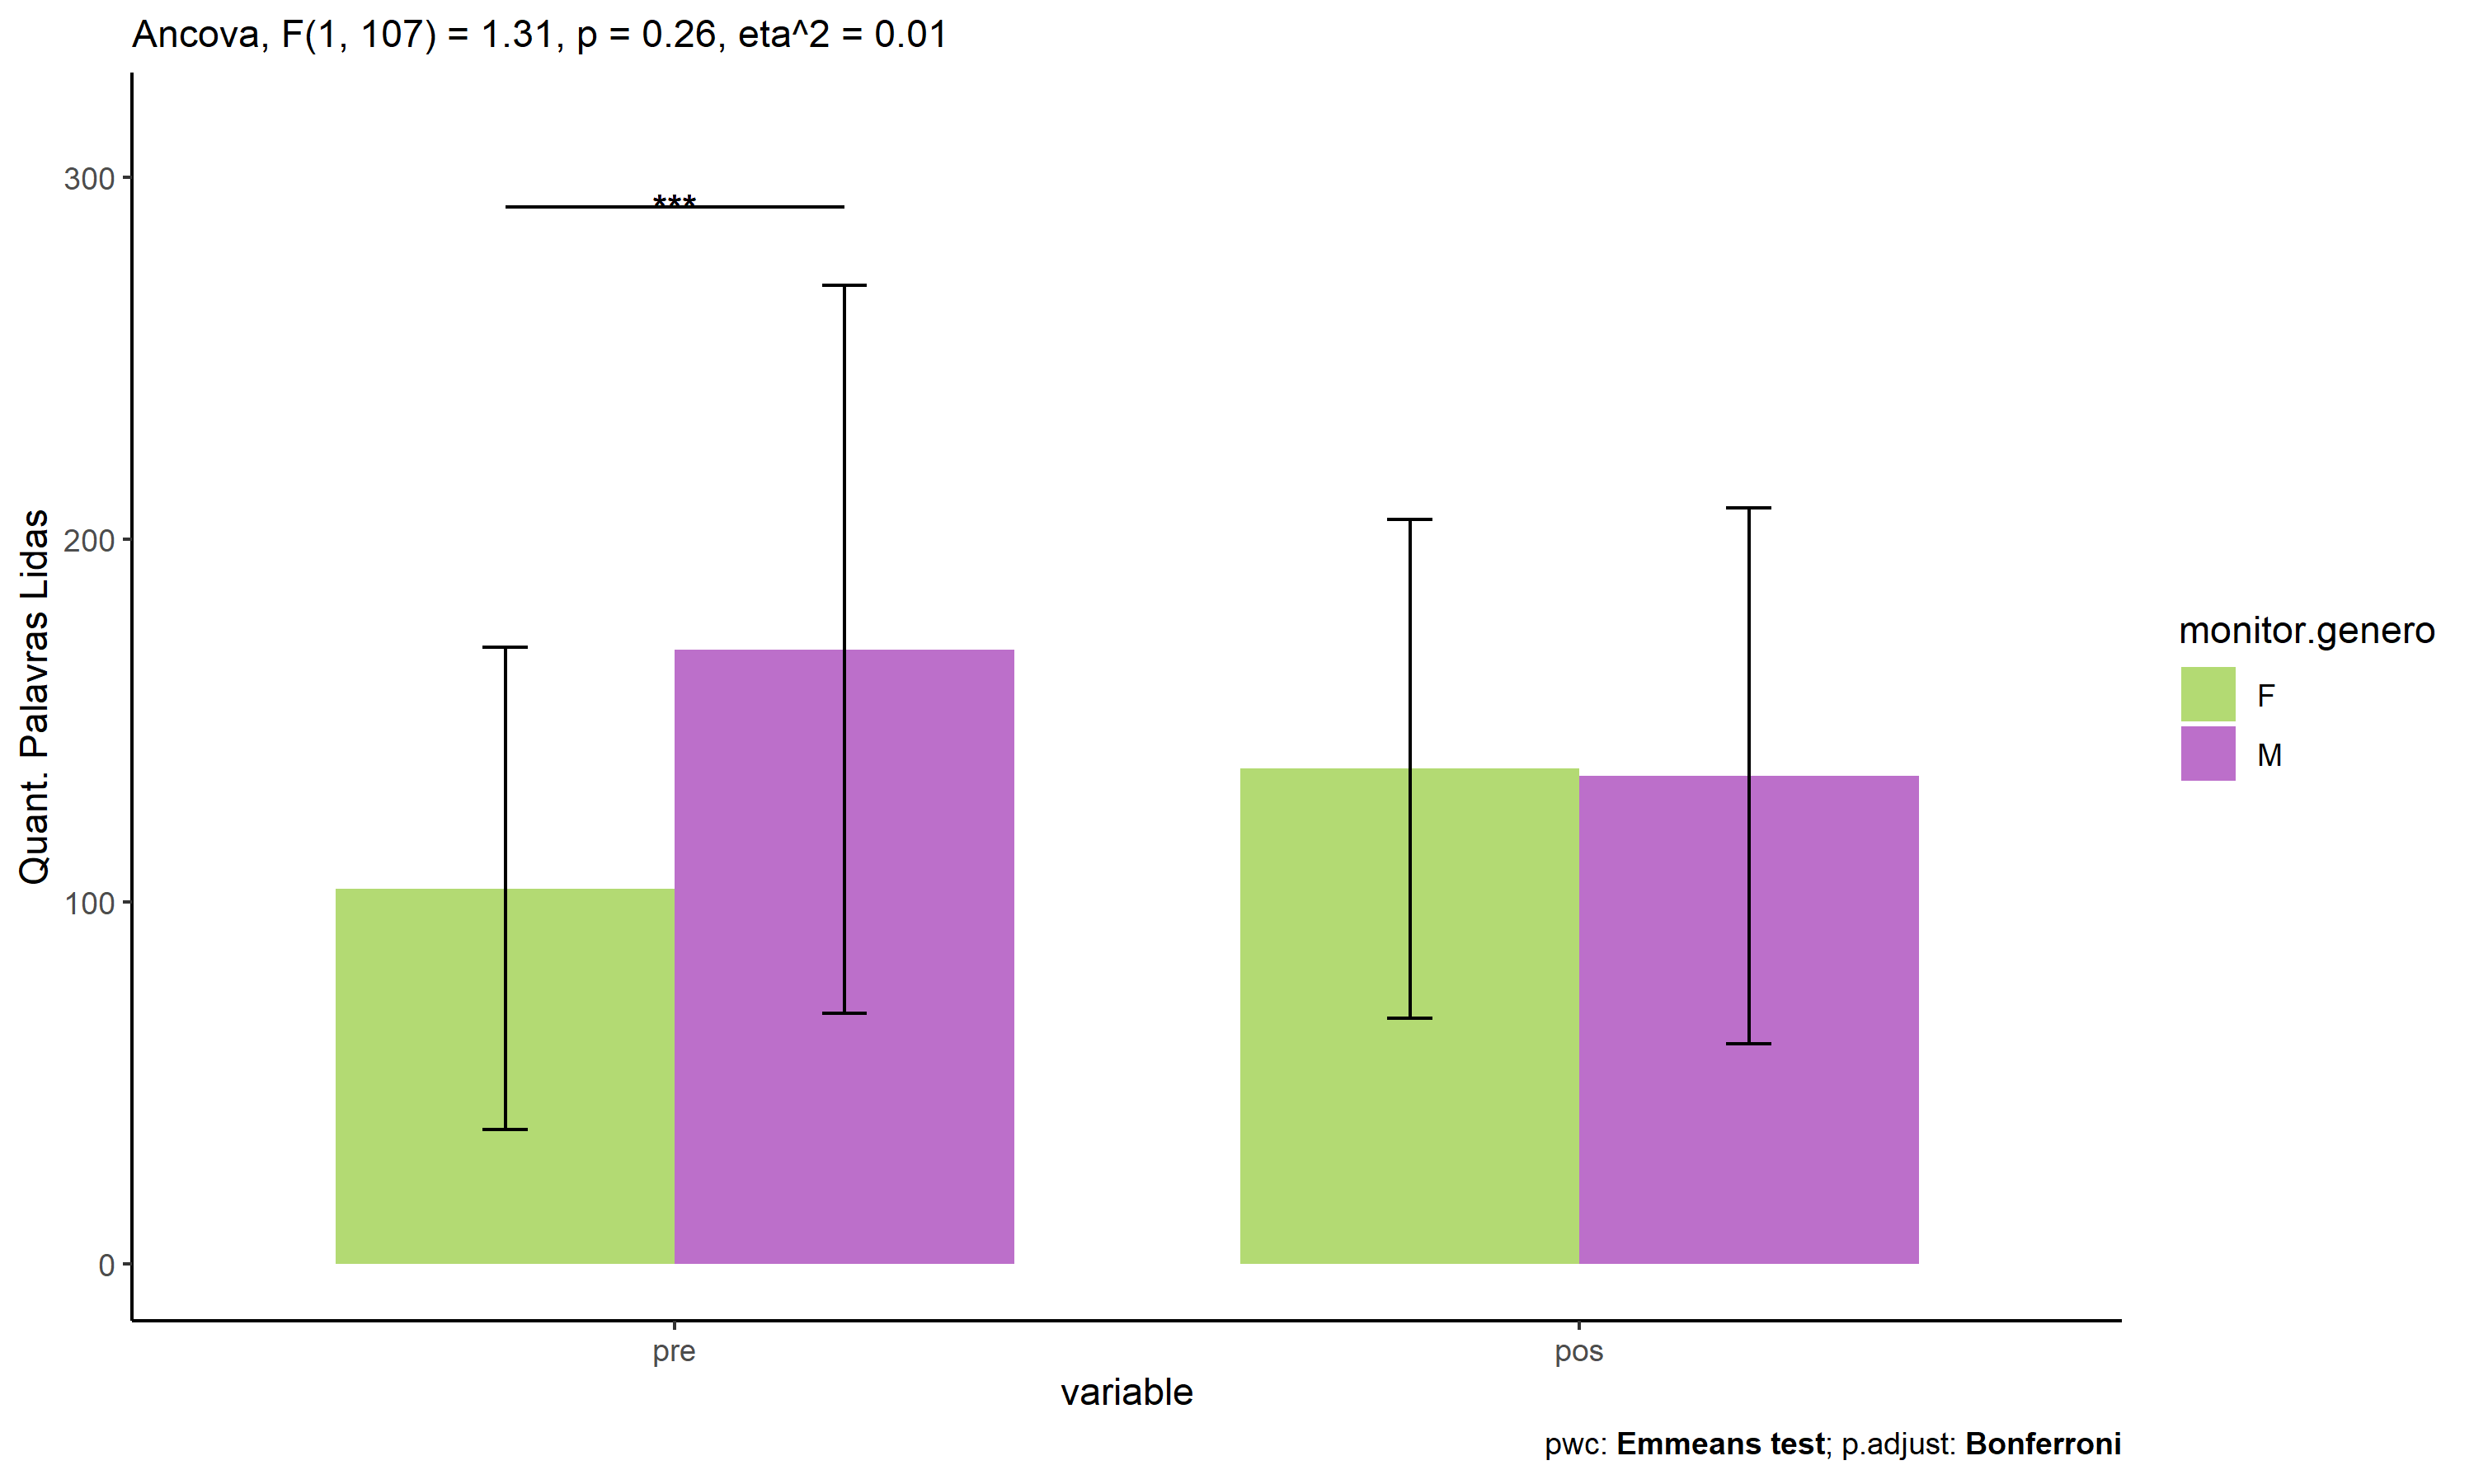 Ancova, F(1, 107) = 1.31, p = 0.26, eta^2 = 0.01
Quant. Palavras Lidas
300
200
100
0
***
pre
pos
variable
monitor.genero
F
M
pwc: Emmeans test; p.adjust: Bonferroni